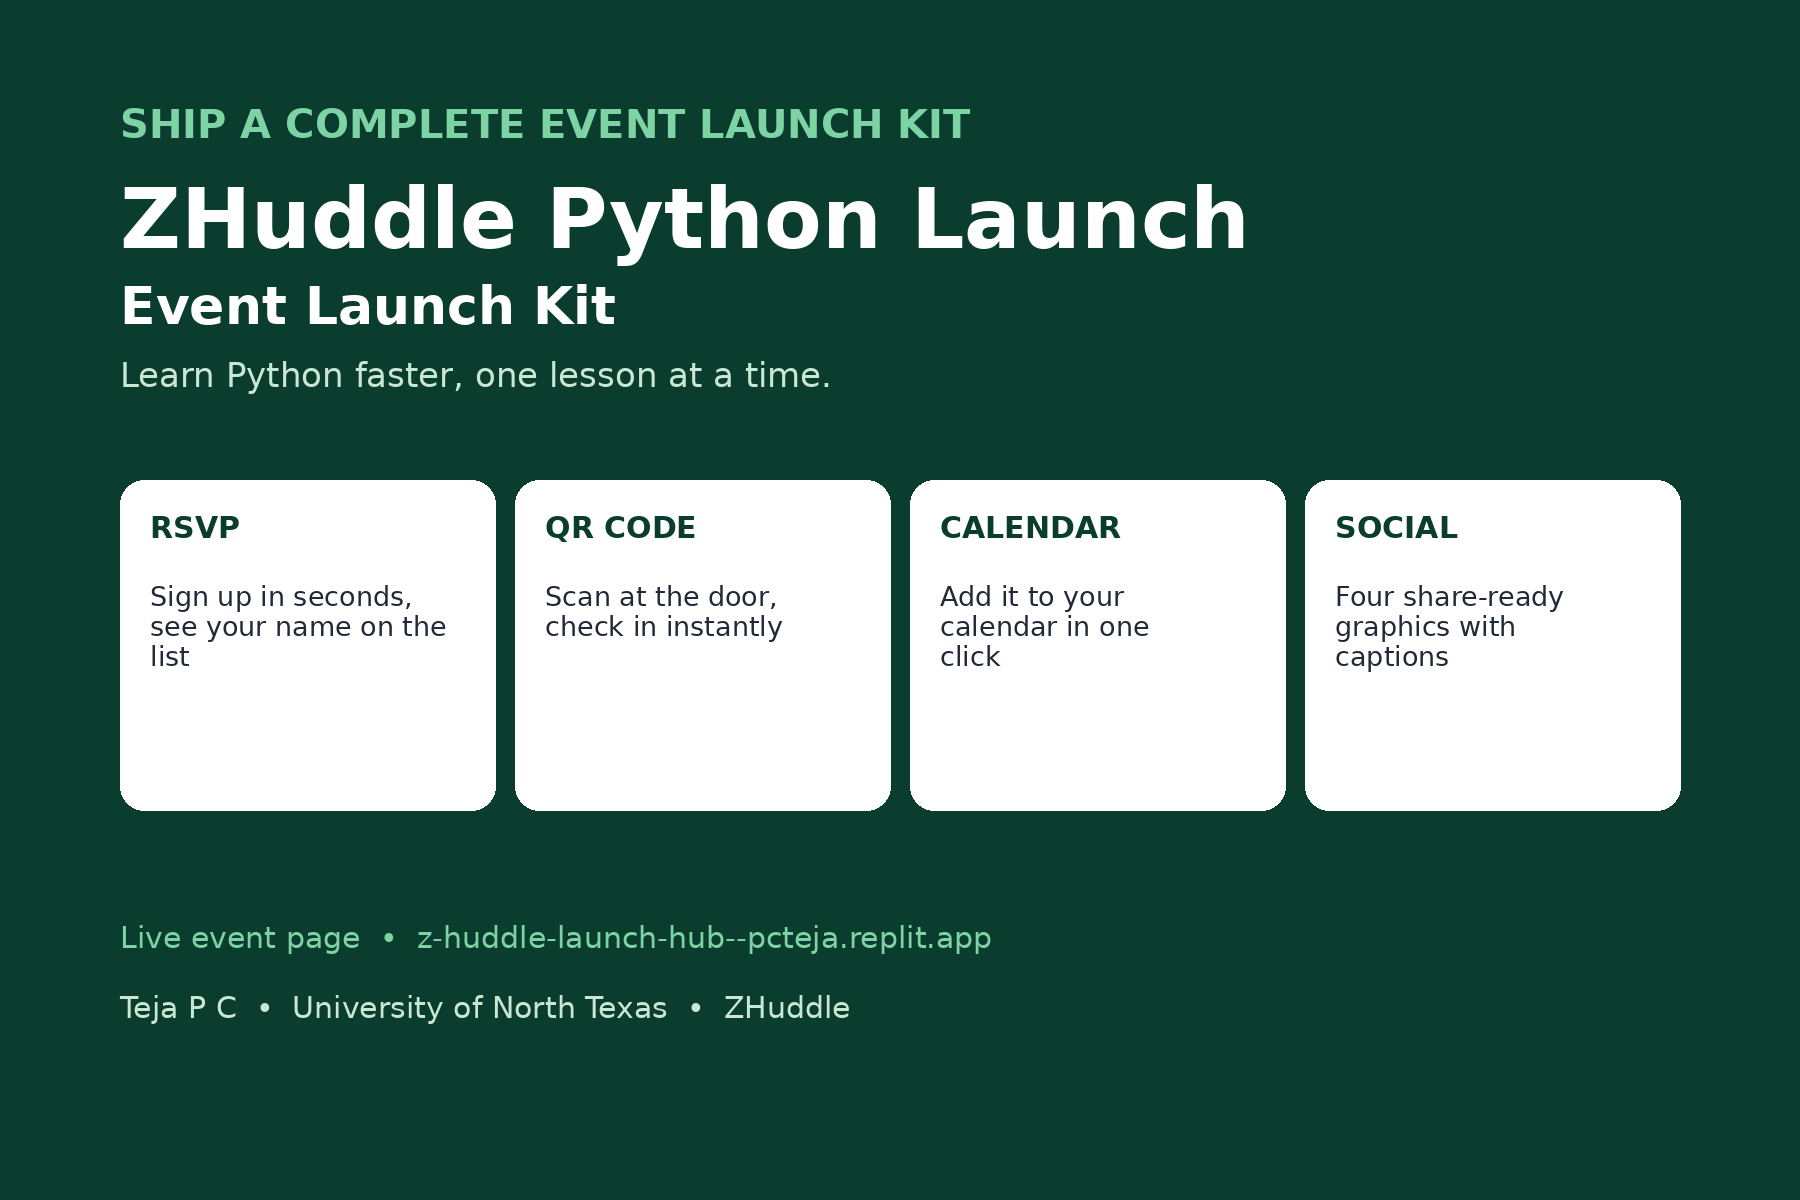 SHIP A COMPLETE EVENT LAUNCH KIT
ZHuddle Python Launch
Event Launch Kit
Learn Python faster, one lesson at a time.
RSVP
Sign up in seconds,
see your name on the
list
QR CODE
Scan at the door,
check in instantly
CALENDAR
Add it to your
calendar in one
click
SOCIAL
Four share-ready
graphics with
captions
Live event page • z-huddle-launch-hub--pcteja.replit.app
Teja P C • University of North Texas • ZHuddle